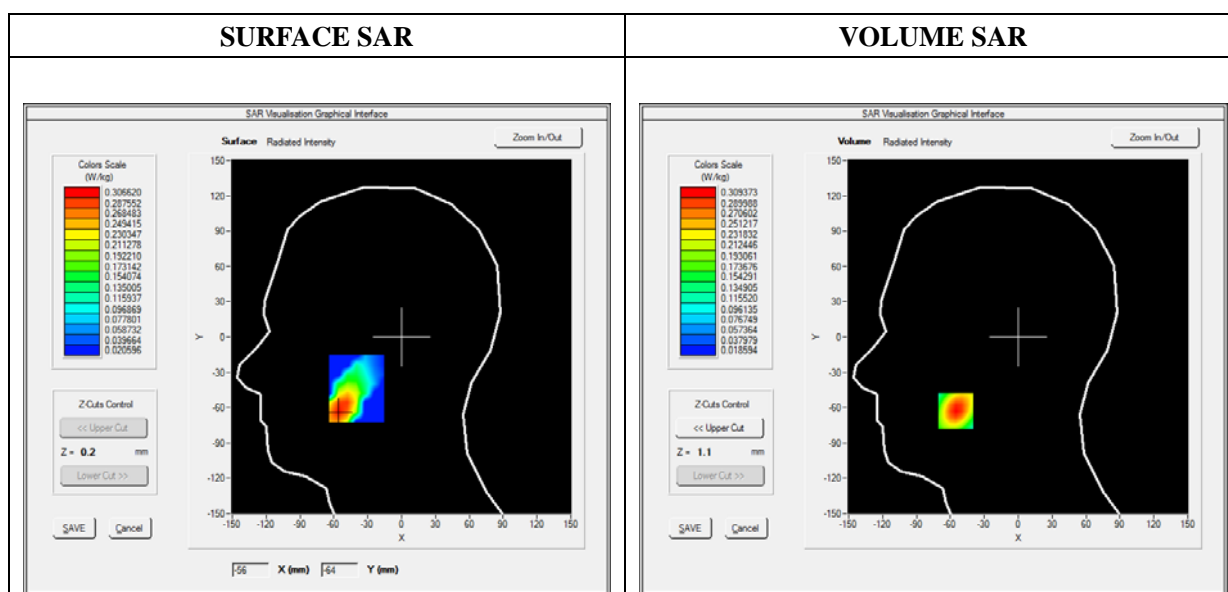 SURFACE SAR
VOLUME SAR
SAR Visualisation Graphical Interface
Surface Radiated Intensity
Zoom In/Out
Colors Scale
(W/kg)
0.306620
0.287552
0.268483
0.249415
0.230347
0.211278
0.192210
0.173142
0.154074
0.135005
0.115937
0.096869
0.077801
0.058732
0.039664
0.020596
150
120
90
60
30
Y 0
-30
-60
-90
-120
-150
-150 -120 -90 -60 -30 0 30 60 90 120 150
X
Z-Cuts Control
<< Upper Cut
Z = 0.2 mm
Lower Cut >>
SAVE Cancel
-56 X (mm) -64 Y (mm)
SAR Visualisation Graphical Interface
Volume Radiated Intensity
Zoom In/Out
Colors Scale
(W/kg)
0.309373
0.289988
0.270602
0.251217
0.231832
0.212446
0.193061
0.173676
0.154291
0.134905
0.115520
0.096135
0.076749
0.057364
0.037979
0.018594
150
120
90
60
30
Y 0
-30
-60
-90
-120
-150
-150 -120 -90 -60 -30 0 30 60 90 120 150
X
Z-Cuts Control
<< Upper Cut
Z = 1.1 mm
Lower Cut >>
SAVE Cancel